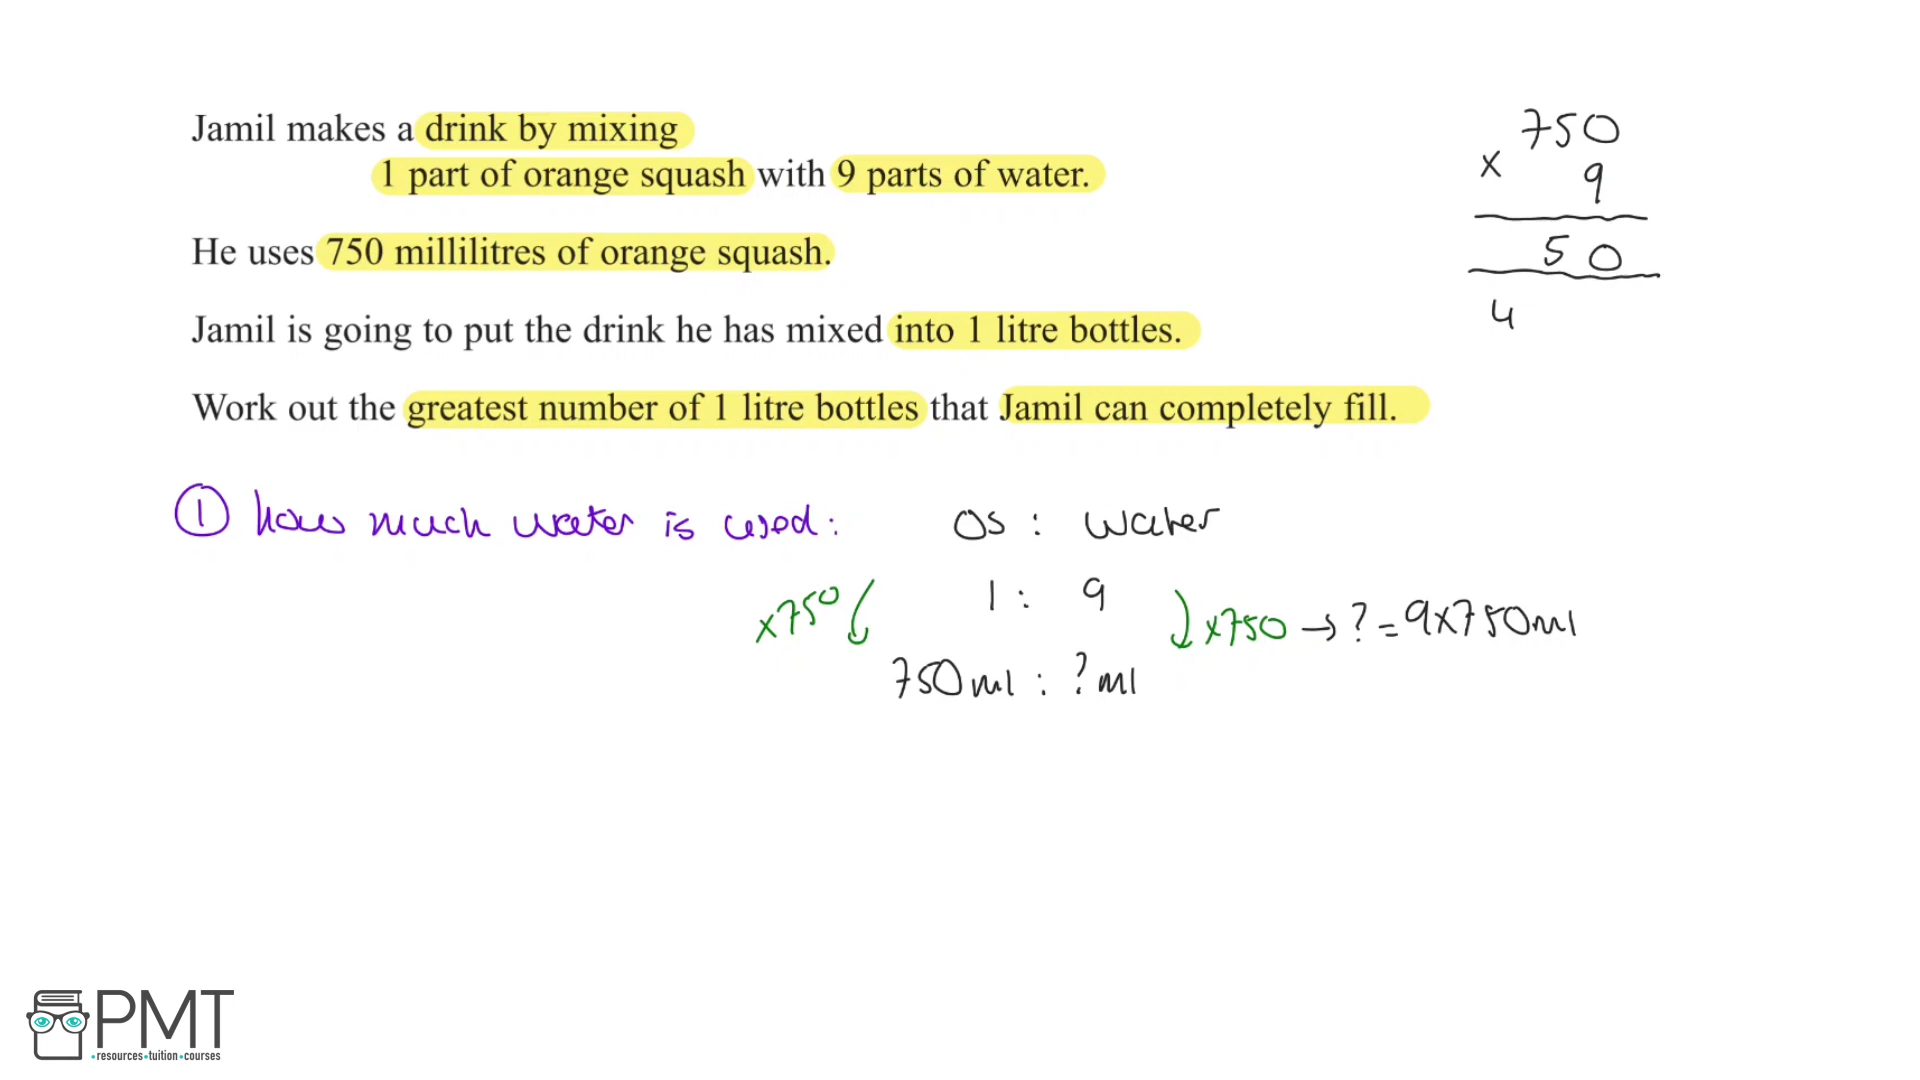 Jamil makes a drink by mixing
1 part of orange squash with 9 parts of water.
He uses 750 millilitres of orange squash.
Jamil is going to put the drink he has mixed into 1 litre bottles.
Work out the greatest number of 1 litre bottles that Jamil can completely fill.
750
x 9
50
4
① how much water is used: OS : Water
1 : 9
x750 x750 → ? = 9x750ml
750ml : ?ml
PMT
•resources•tuition•courses